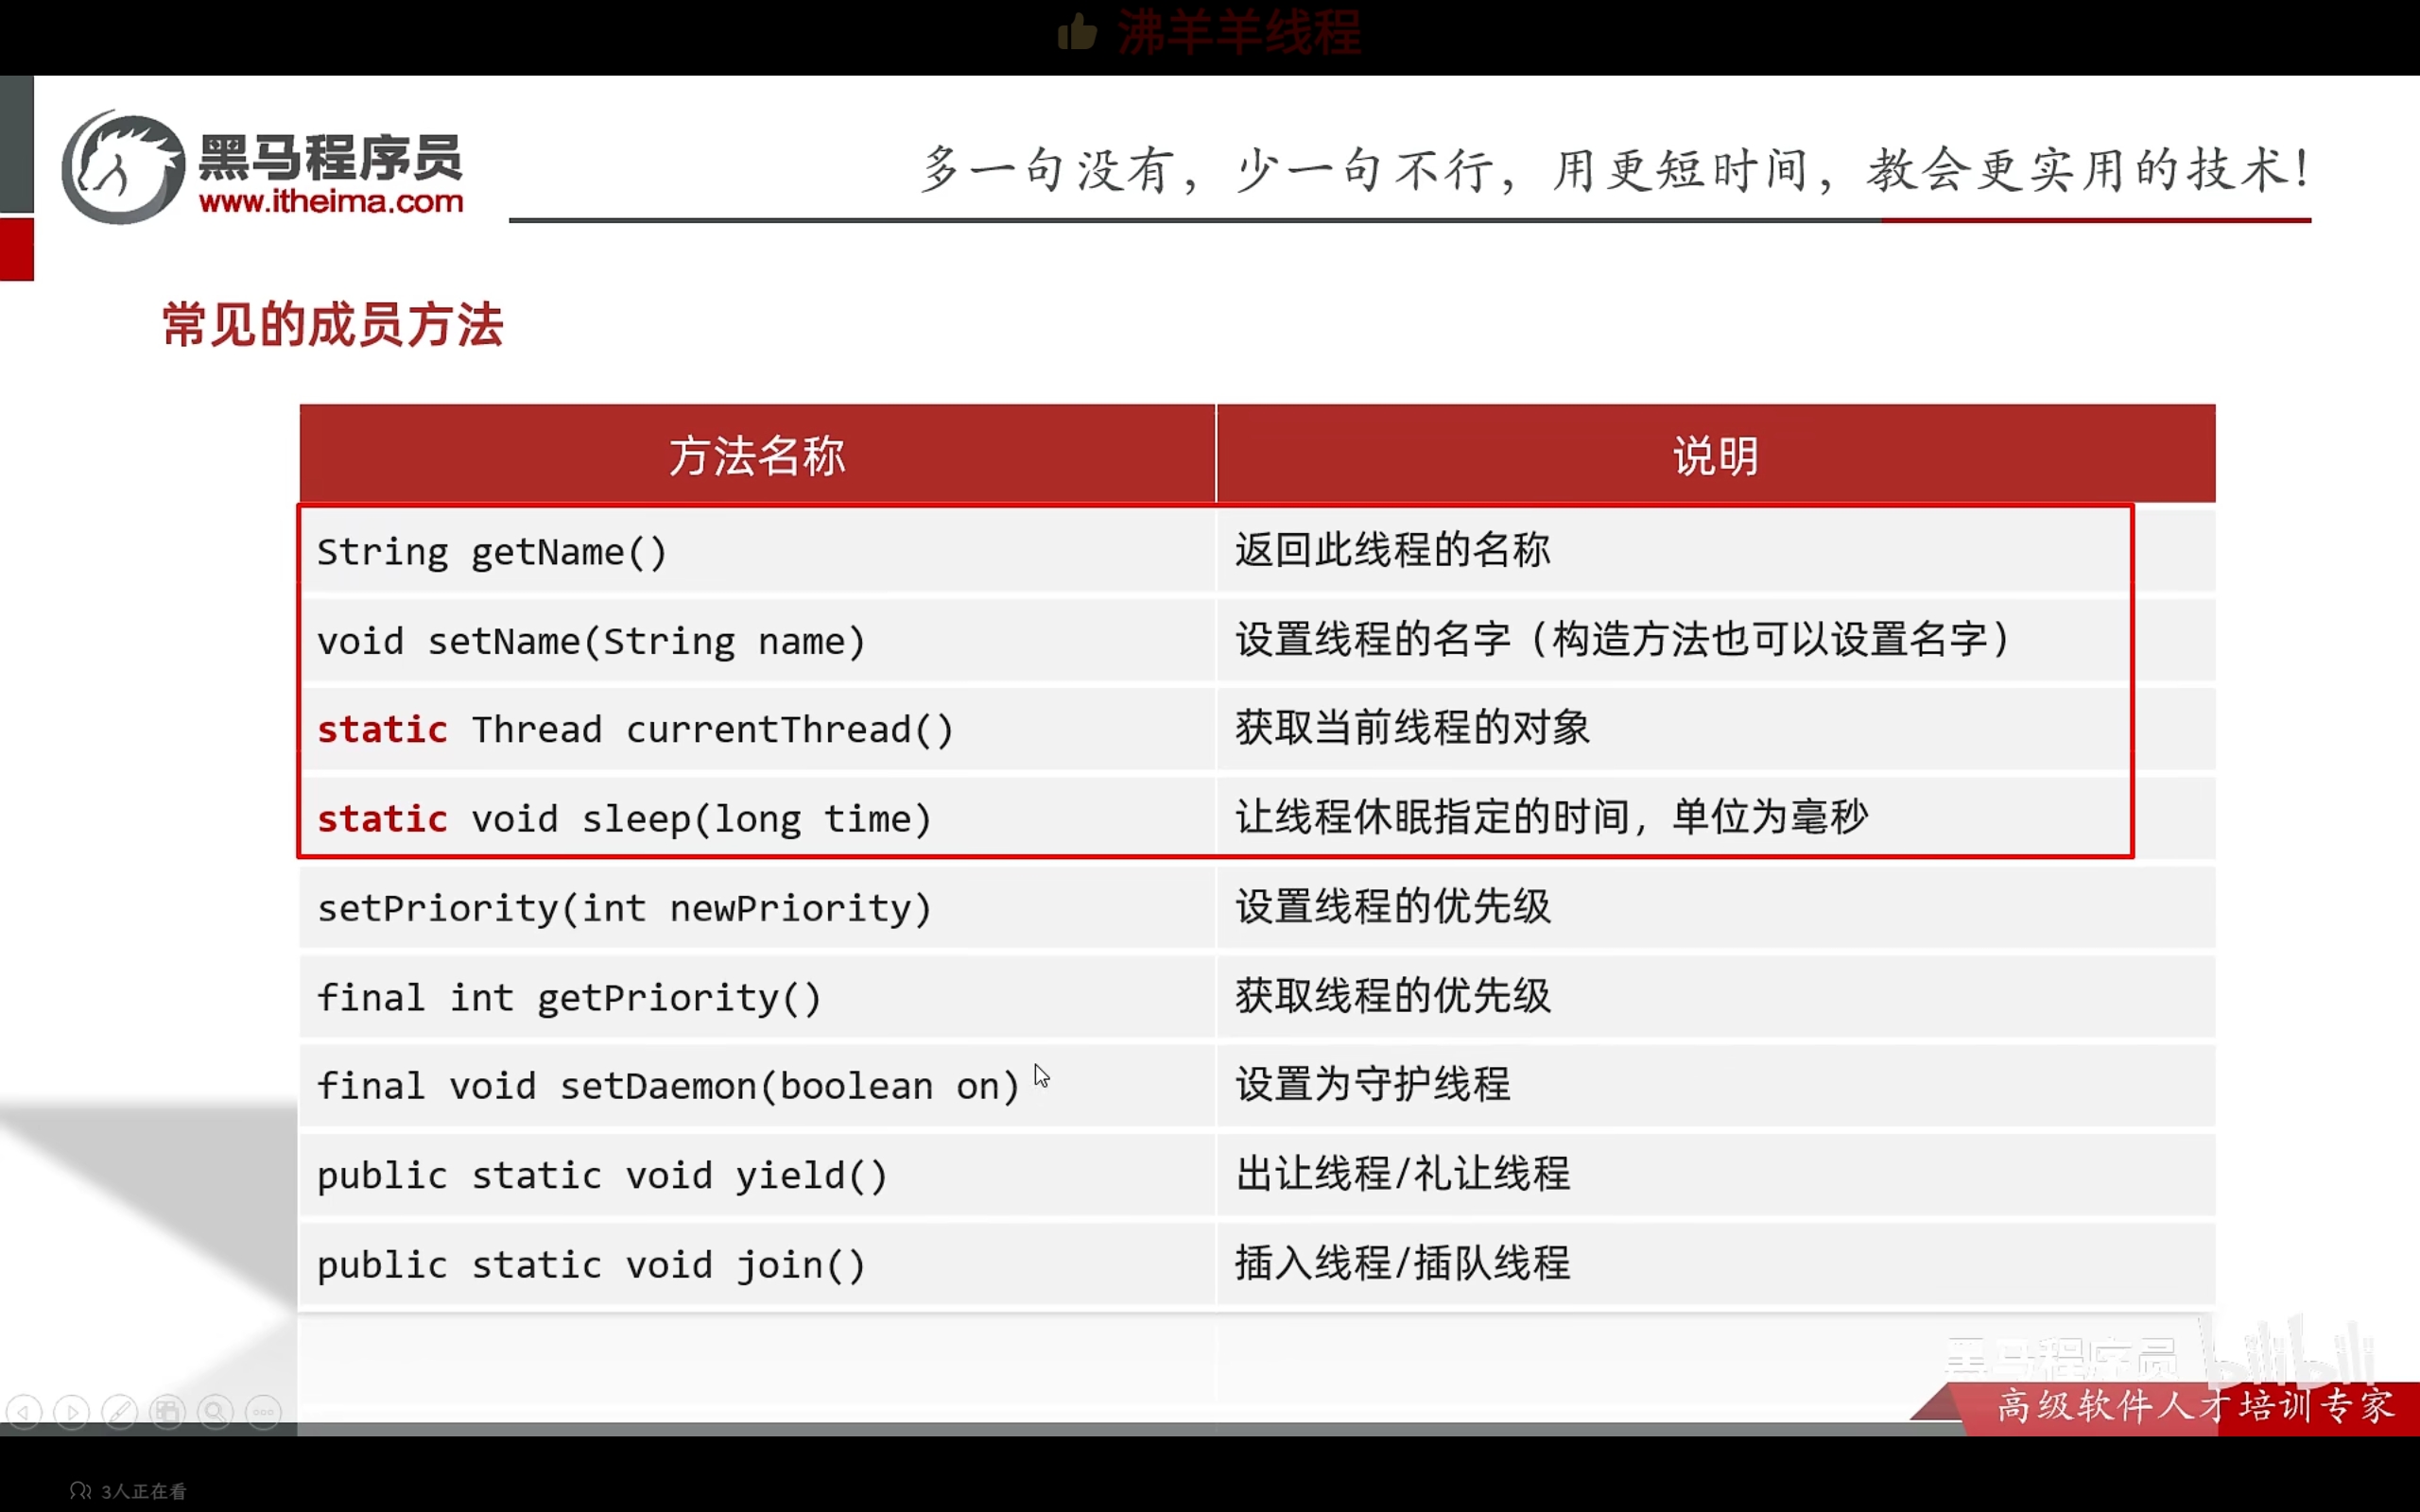 沸羊羊线程
黑马程序员
www.itheima.com
多一句没有，少一句不行，用更短时间，教会更实用的技术！
常见的成员方法
方法名称 说明
String getName() 返回此线程的名称
void setName(String name) 设置线程的名字（构造方法也可以设置名字）
static Thread currentThread() 获取当前线程的对象
static void sleep(long time) 让线程休眠指定的时间，单位为毫秒
setPriority(int newPriority) 设置线程的优先级
final int getPriority() 获取线程的优先级
final void setDaemon(boolean on) 设置为守护线程
public static void yield() 出让线程/礼让线程
public static void join() 插入线程/插队线程
黑马程序员 bilibili
高级软件人才培训专家
3人正在看